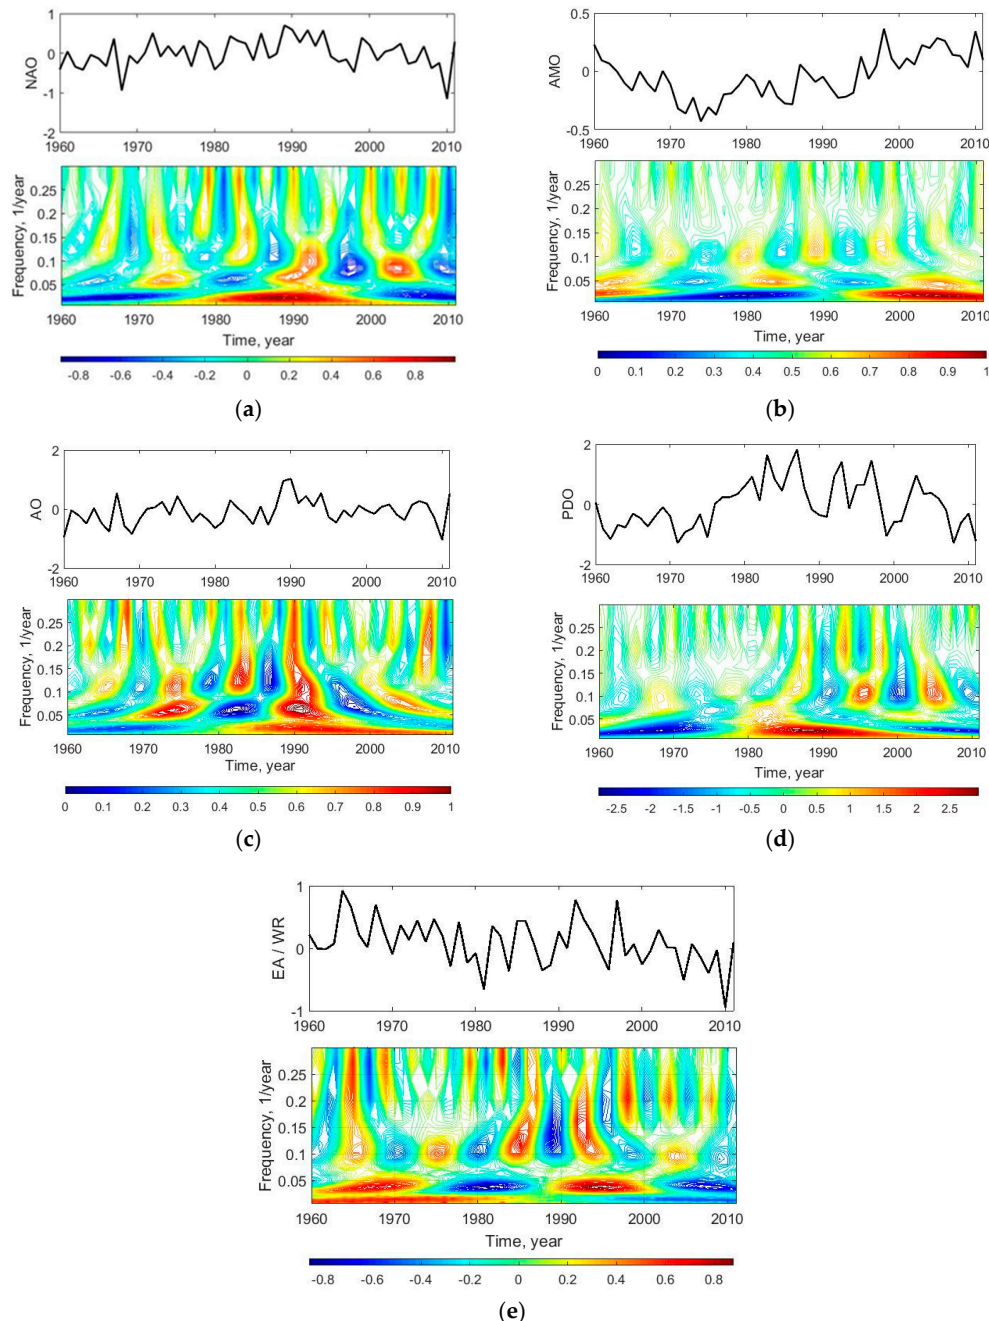 1
0
-1
-2
NAO
1960 1970 1980 1990 2000 2010
0.25
0.2
0.15
0.1
0.05
Frequency, 1/year
1960 1970 1980 1990 2000 2010
Time, year
-0.8 -0.6 -0.4 -0.2 0 0.2 0.4 0.6 0.8
(a)
0.5
0
-0.5
AMO
1960 1970 1980 1990 2000 2010
0.25
0.2
0.15
0.1
0.05
Frequency, 1/year
1960 1970 1980 1990 2000 2010
Time, year
0 0.1 0.2 0.3 0.4 0.5 0.6 0.7 0.8 0.9 1
(b)
2
0
-2
AO
1960 1970 1980 1990 2000 2010
0.25
0.2
0.15
0.1
0.05
Frequency, 1/year
1960 1970 1980 1990 2000 2010
Time, year
0 0.1 0.2 0.3 0.4 0.5 0.6 0.7 0.8 0.9 1
(c)
2
0
-2
PDO
1960 1970 1980 1990 2000 2010
0.25
0.2
0.15
0.1
0.05
Frequency, 1/year
1960 1970 1980 1990 2000 2010
Time, year
-2.5 -2 -1.5 -1 -0.5 0 0.5 1 1.5 2 2.5
(d)
1
0
-1
EA / WR
1960 1970 1980 1990 2000 2010
0.25
0.2
0.15
0.1
0.05
Frequency, 1/year
1960 1970 1980 1990 2000 2010
Time, year
-0.8 -0.6 -0.4 -0.2 0 0.2 0.4 0.6 0.8
(e)